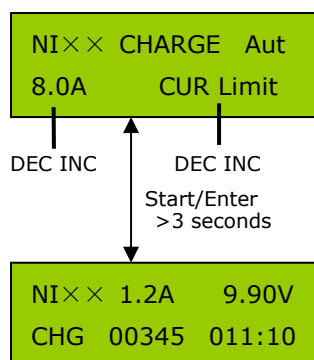 NI×× CHARGE Aut
8.0A CUR Limit
DEC INC DEC INC
Start/Enter
>3 seconds
NI×× 1.2A 9.90V
CHG 00345 011:10